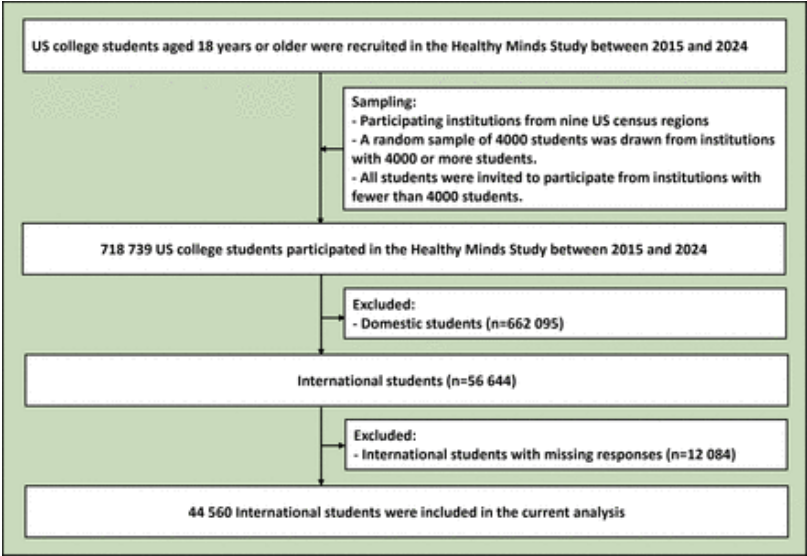 US college students aged 18 years or older were recruited in the Healthy Minds Study between 2015 and 2024
Sampling:
- Participating institutions from nine US census regions
- A random sample of 4000 students was drawn from institutions
with 4000 or more students.
- All students were invited to participate from institutions with
fewer than 4000 students.
718 739 US college students participated in the Healthy Minds Study between 2015 and 2024
Excluded:
- Domestic students (n=662 095)
International students (n=56 644)
Excluded:
- International students with missing responses (n=12 084)
44 560 International students were included in the current analysis